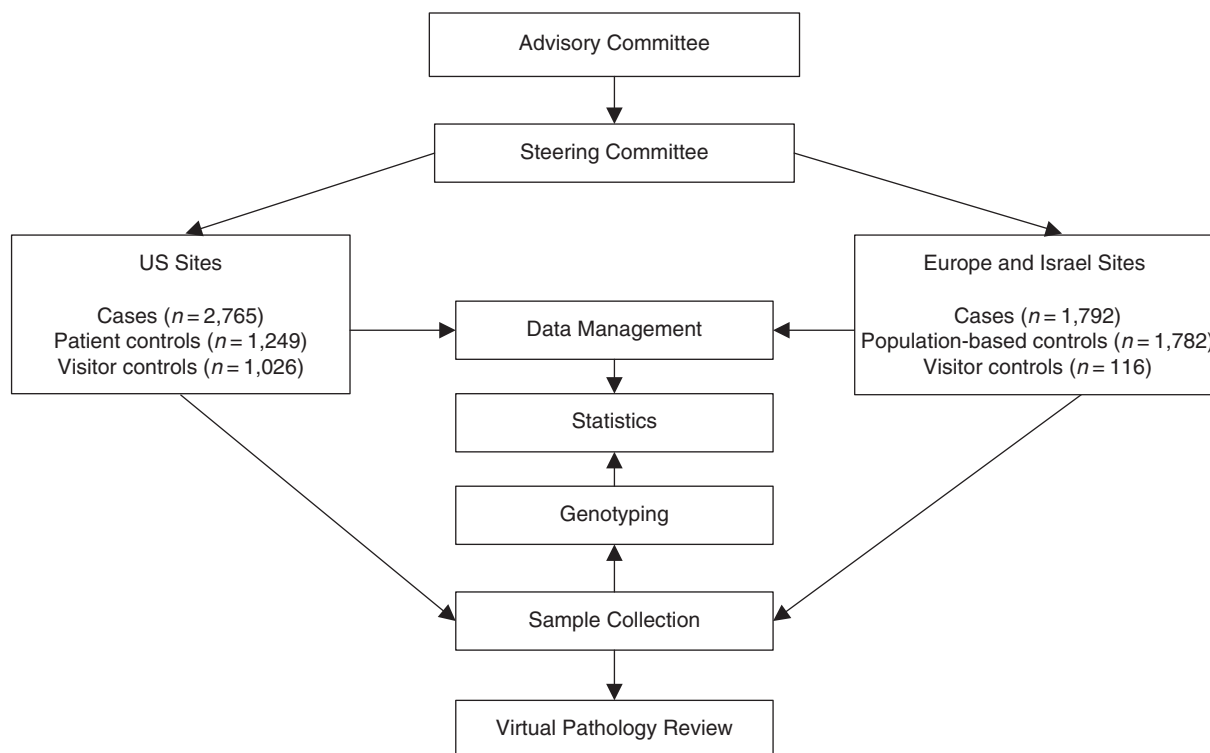 Advisory Committee
Steering Committee
US Sites
Cases (n = 2,765)
Patient controls (n = 1,249)
Visitor controls (n = 1,026)
Data Management
Europe and Israel Sites
Cases (n = 1,792)
Population-based controls (n = 1,782)
Visitor controls (n = 116)
Statistics
Genotyping
Sample Collection
Virtual Pathology Review